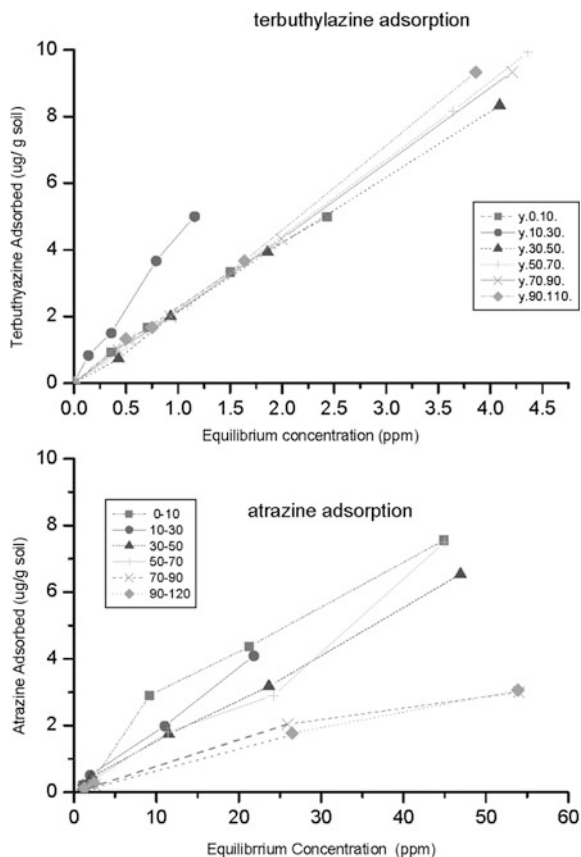 terbuthylazine adsorption
Terbuthyazine Adsorbed (ug/ g soil)
10
8
6
4
2
0
y.0.10.
y.10.30.
y.30.50.
y.50.70.
y.70.90.
y.90.110.
0.0 0.5 1.0 1.5 2.0 2.5 3.0 3.5 4.0 4.5
Equilibrium concentration (ppm)
atrazine adsorption
Atrazine Adsorbed (ug/g soil)
10
8
6
4
2
0
0-10
10-30
30-50
50-70
70-90
90-120
0 10 20 30 40 50 60
Equilibrrium Concentration (ppm)